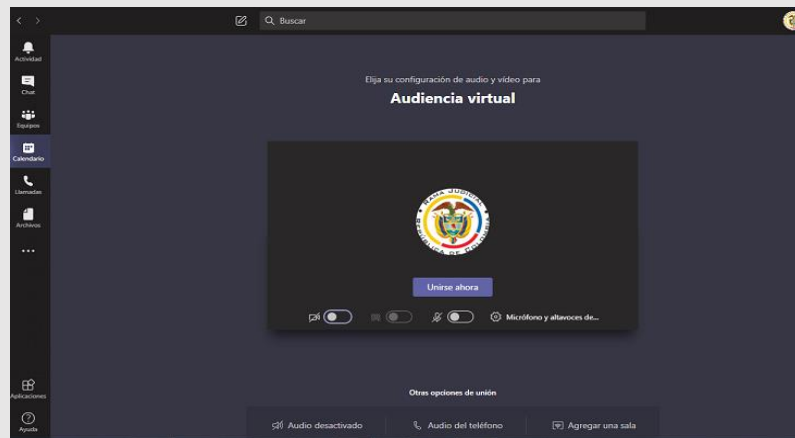 Buscar
Actividad
Chat
Equipos
Calendario
Llamadas
Archivos
Aplicaciones
Ayuda
Elija su configuración de audio y vídeo para
Audiencia virtual
RAMA JUDICIAL
REPÚBLICA DE COLOMBIA
Unirse ahora
Micrófono y altavoces de...
Otras opciones de unión
Audio desactivado
Audio del teléfono
Agregar una sala